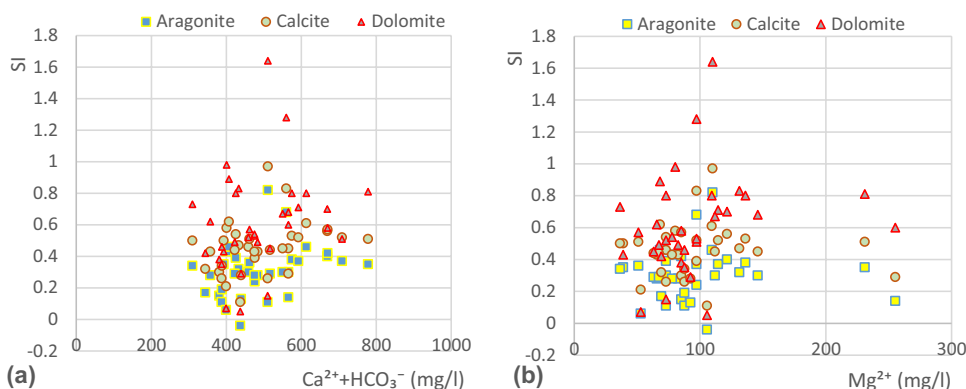 Aragonite Calcite Dolomite
SI
1.8
1.6
1.4
1.2
1
0.8
0.6
0.4
0.2
0
-0.2
0 200 400 600 800 1000
(a) Ca²⁺+HCO₃⁻ (mg/l)
Aragonite Calcite Dolomite
SI
1.8
1.6
1.4
1.2
1
0.8
0.6
0.4
0.2
0
-0.2
0 100 200 300
(b) Mg²⁺ (mg/l)